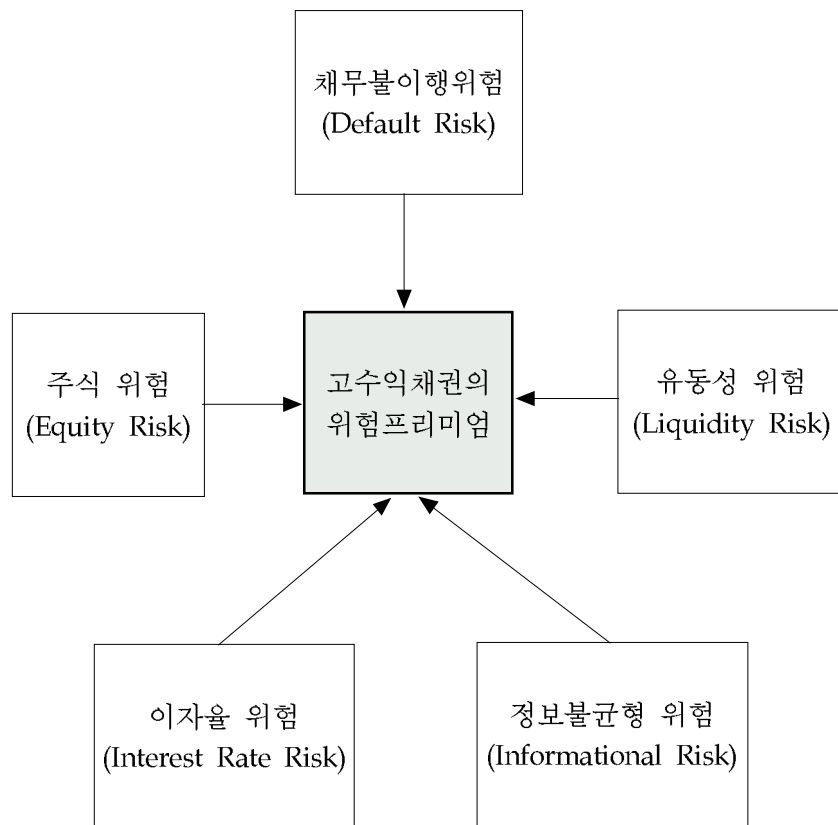 채무불이행위험
(Default Risk)
주식 위험
(Equity Risk)
고수익채권의
위험프리미엄
유동성 위험
(Liquidity Risk)
이자율 위험
(Interest Rate Risk)
정보불균형 위험
(Informational Risk)